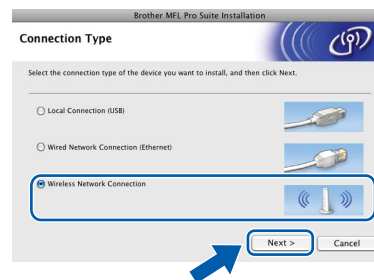 Brother MFL Pro Suite Installation
Connection Type
Select the connection type of the device you want to install, and then click Next.
Local Connection (USB)
Wired Network Connection (Ethernet)
Wireless Network Connection
Next >
Cancel